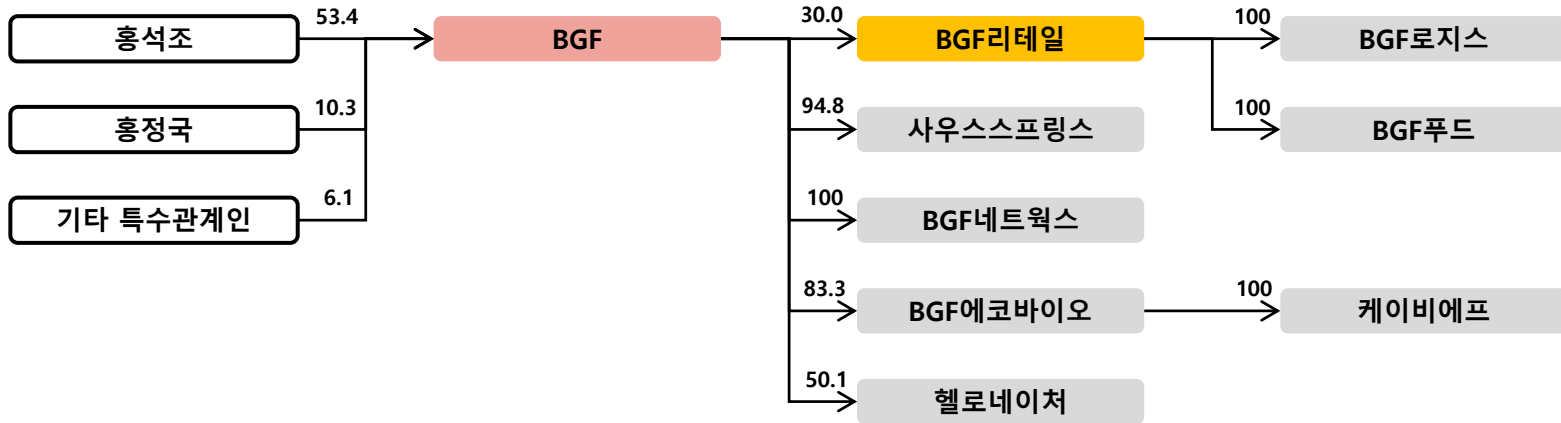 홍석조 53.4 BGF 30.0 BGF리테일 100 BGF로지스
홍정국 10.3 94.8 사우스스프링스 100 BGF푸드
기타 특수관계인 6.1 100 BGF네트웍스
83.3 BGF에코바이오 100 케이비에프
50.1 헬로네이처